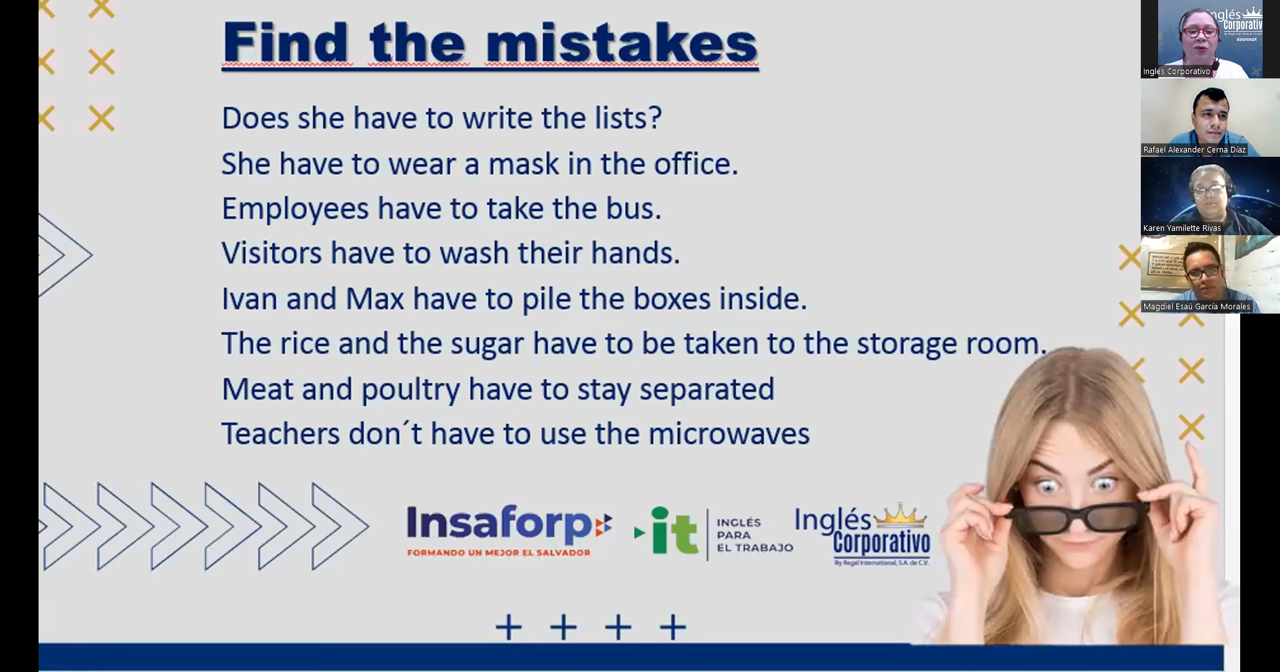 Find the mistakes
Does she have to write the lists?
She have to wear a mask in the office.
Employees have to take the bus.
Visitors have to wash their hands.
Ivan and Max have to pile the boxes inside.
The rice and the sugar have to be taken to the storage room.
Meat and poultry have to stay separated
Teachers don´t have to use the microwaves
Insaforp
FORMANDO UN MEJOR EL SALVADOR
it
INGLÉS
PARA
EL TRABAJO
Inglés
Corporativo
By Regal International, S.A. de C.V.
Inglés
Corporativo
Inglés Corporativo
Rafael Alexander Cerna Díaz
Karen Yamilette Rivas
Magdiel Esaú García Morales